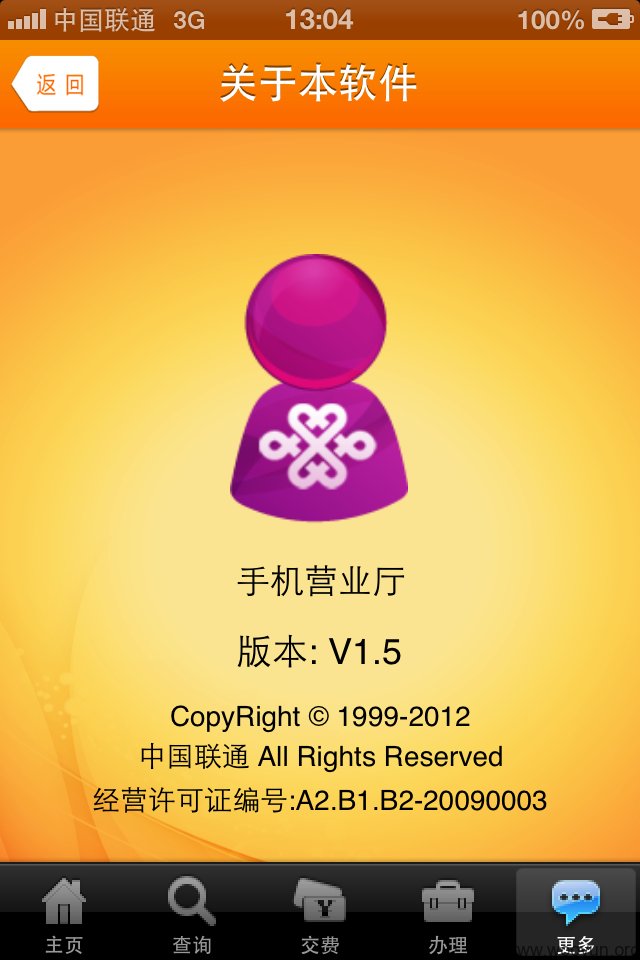 中国联通 3G 13:04 100%
返 回 关于本软件
手机营业厅
版本: V1.5
CopyRight © 1999-2012
中国联通 All Rights Reserved
经营许可证编号:A2.B1.B2-20090003
主页 查询 交费 办理 更多